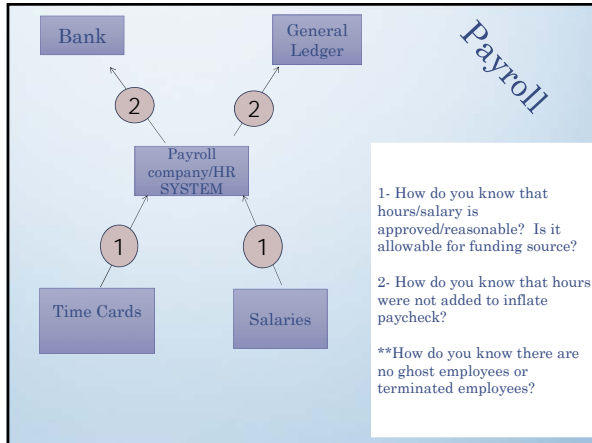 Payroll
Bank
General
Ledger
2
2
Payroll
company/HR
SYSTEM
1
1
Time Cards
Salaries
1- How do you know that
hours/salary is
approved/reasonable? Is it
allowable for funding source?
2- How do you know that hours
were not added to inflate
paycheck?
**How do you know there are
no ghost employees or
terminated employees?